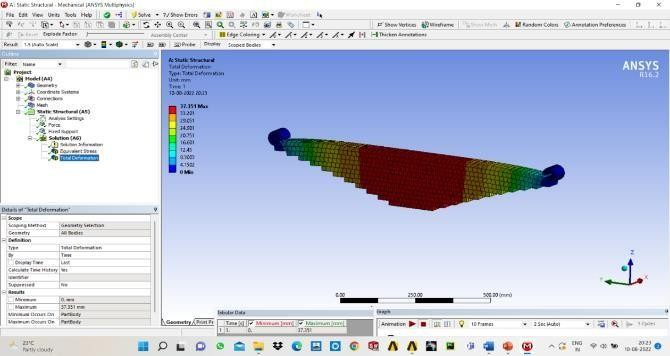 A : Static Structural - Mechanical [ANSYS Multiphysics]
File Edit View Units Tools Help Solve ?/ Show Errors Worksheet
Show Vertices Wireframe Show Mesh Random Colors Annotation Preferences
Reset Explode Factor: Assembly Center
Edge Coloring Thicken Annotations
Result 1.5 (Auto Scale) Probe Display Scoped Bodies
Outline
Filter: Name
Project
Model (A4)
Geometry
Coordinate Systems
Connections
Mesh
Static Structural (A5)
Analysis Settings
Force
Fixed Support
Solution (A6)
Solution Information
Equivalent Stress
Total Deformation
Details of "Total Deformation"
Scope
Scoping Method Geometry Selection
Geometry All Bodies
Definition
Type Total Deformation
By Time
Display Time Last
Calculate Time History Yes
Identifier
Suppressed No
Results
Minimum 0. mm
Maximum 37.351 mm
Minimum Occurs On PartBody
Maximum Occurs On PartBody
A: Static Structural
Total Deformation
Type: Total Deformation
Unit: mm
Time: 1
10-08-2022 20:23
37.351 Max
33.201
29.051
24.901
20.751
16.601
12.45
8.3003
4.1502
0 Min
ANSYS
R16.2
0.00
250.00
500.00 (mm)
Z
Y
X
Geometry Print Pr
Tabular Data
Time [s] Minimum [mm] Maximum [mm]
1 1. 0. 37.351
Graph
Animation 10 Frames 2 Sec (Auto) 3 Cycles
23°C
Partly cloudy
ENG
IN
20:23
10-08-2022